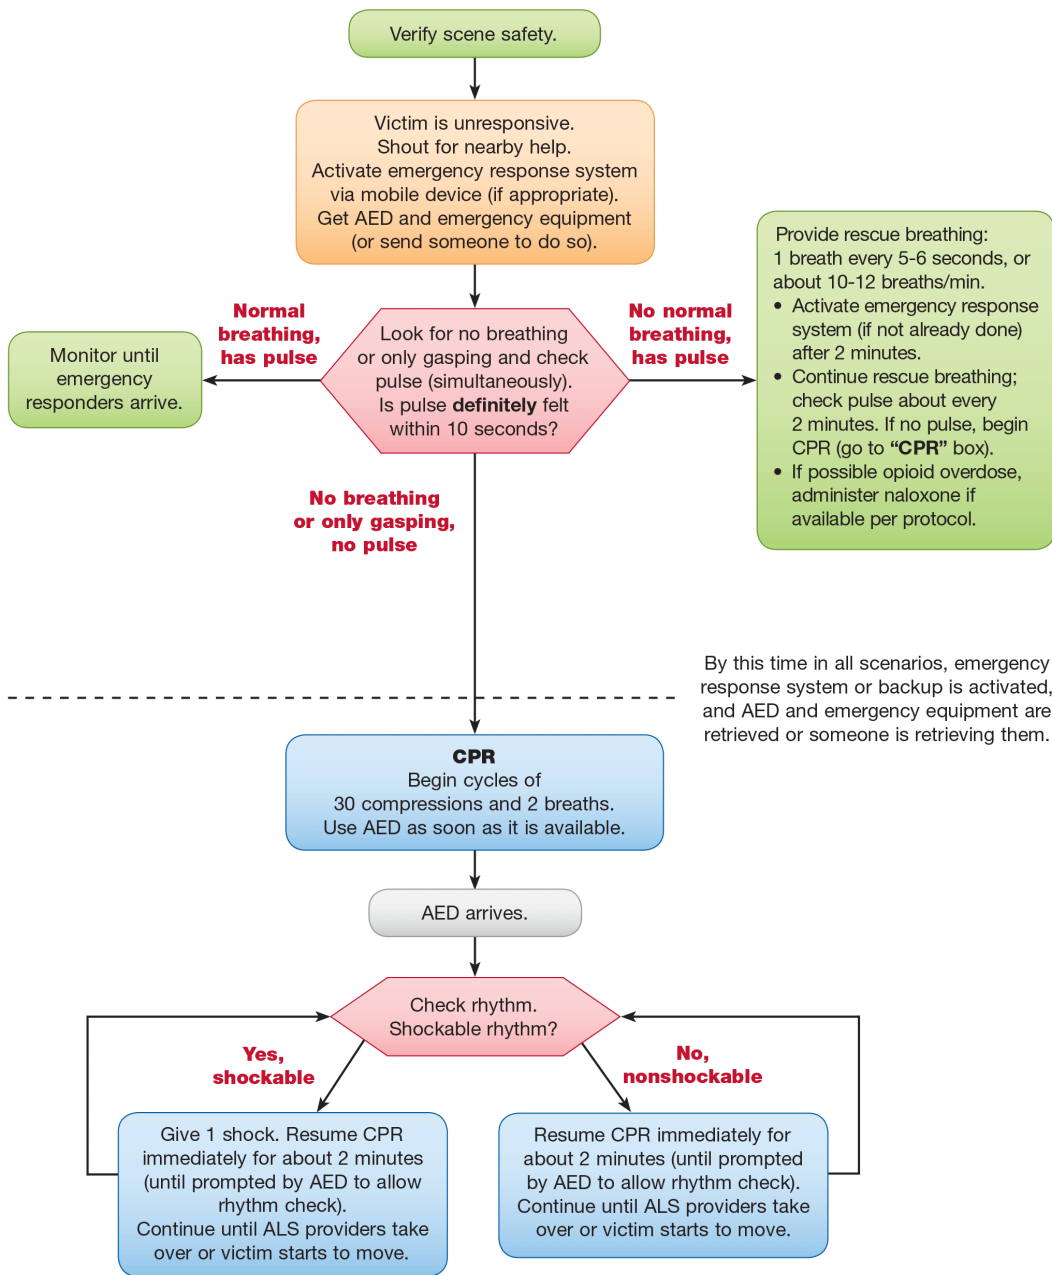 Verify scene safety.
Victim is unresponsive.
Shout for nearby help.
Activate emergency response system
via mobile device (if appropriate).
Get AED and emergency equipment
(or send someone to do so).
Normal
breathing,
has pulse
Monitor until
emergency
responders arrive.
Look for no breathing
or only gasping and check
pulse (simultaneously).
Is pulse definitely felt
within 10 seconds?
No normal
breathing,
has pulse
Provide rescue breathing:
1 breath every 5-6 seconds, or
about 10-12 breaths/min.
• Activate emergency response
system (if not already done)
after 2 minutes.
• Continue rescue breathing;
check pulse about every
2 minutes. If no pulse, begin
CPR (go to “CPR” box).
• If possible opioid overdose,
administer naloxone if
available per protocol.
No breathing
or only gasping,
no pulse
By this time in all scenarios, emergency
response system or backup is activated,
and AED and emergency equipment are
retrieved or someone is retrieving them.
CPR
Begin cycles of
30 compressions and 2 breaths.
Use AED as soon as it is available.
AED arrives.
Check rhythm.
Shockable rhythm?
Yes,
shockable
No,
nonshockable
Give 1 shock. Resume CPR
immediately for about 2 minutes
(until prompted by AED to allow
rhythm check).
Continue until ALS providers take
over or victim starts to move.
Resume CPR immediately for
about 2 minutes (until prompted
by AED to allow rhythm check).
Continue until ALS providers take
over or victim starts to move.